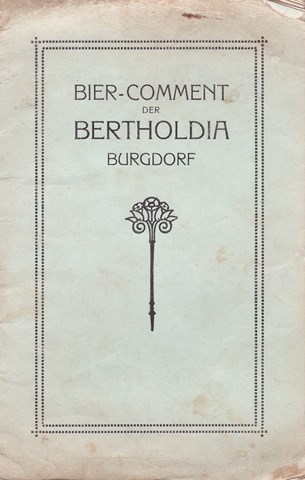 BIER-COMMENT
DER
BERTHOLDIA
BURGDORF